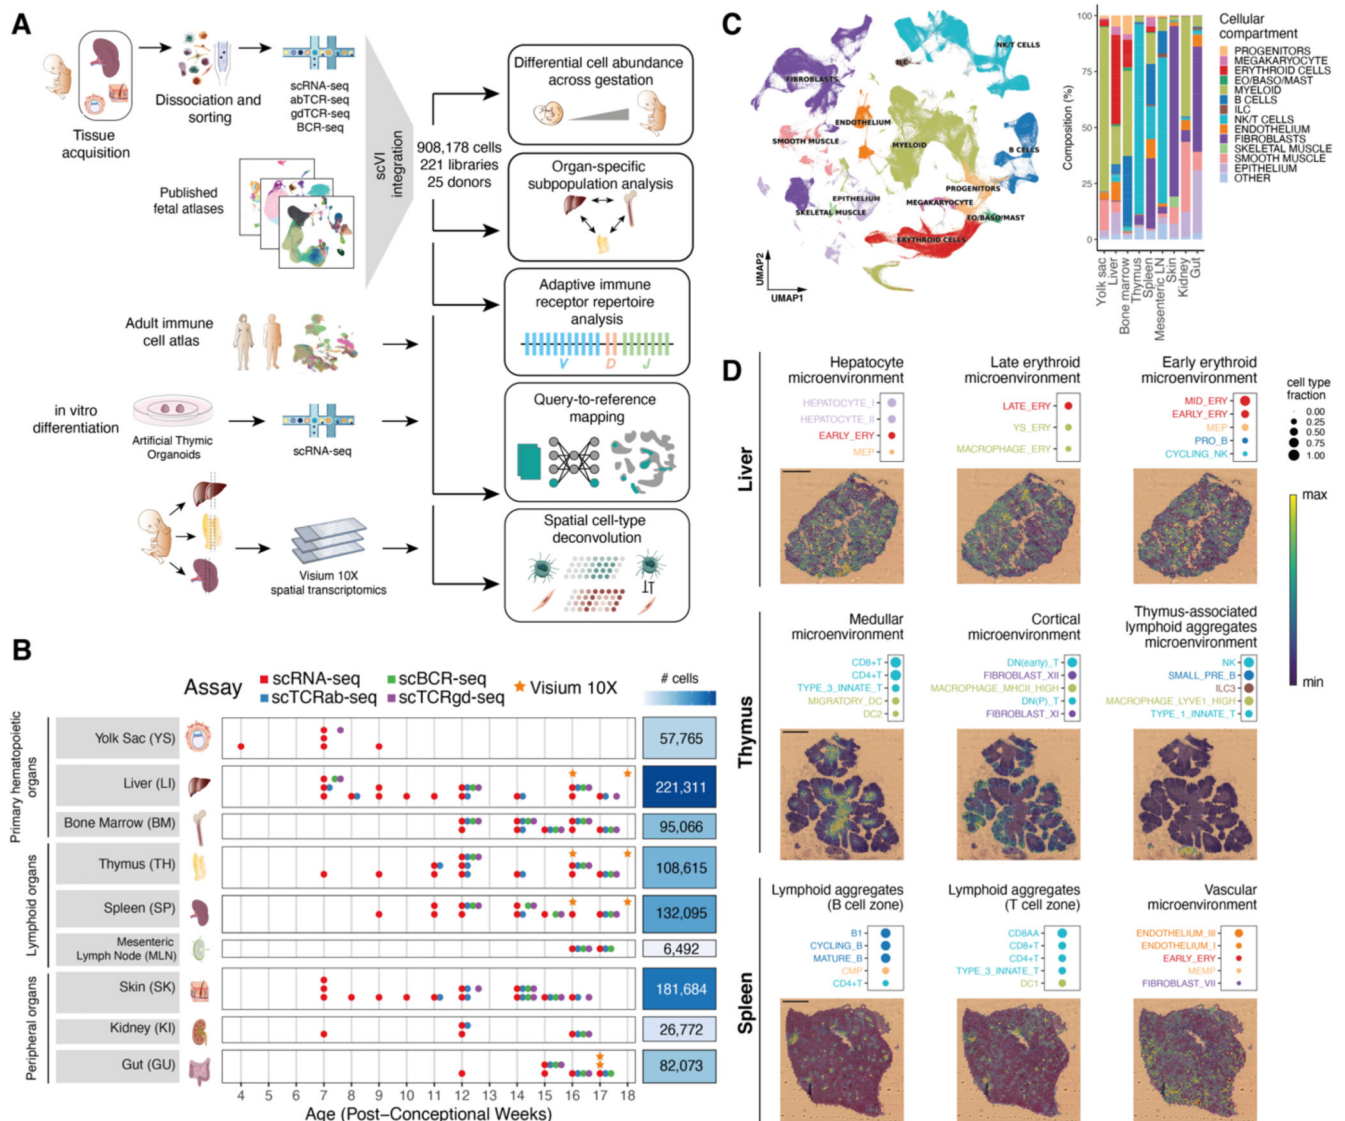 A
Tissue
acquisition
Dissociation and
sorting
scRNA-seq
abTCR-seq
gdTCR-seq
BCR-seq
Published
fetal atlases
scVI
integration
908,178 cells
221 libraries
25 donors
Adult immune
cell atlas
in vitro
differentiation
Artificial Thymic
Organoids
scRNA-seq
Visium 10X
spatial transcriptomics
Differential cell abundance
across gestation
Organ-specific
subpopulation analysis
Adaptive immune
receptor repertoire
analysis
V D J
Query-to-reference
mapping
Spatial cell-type
deconvolution
B
Assay
scRNA-seq
scBCR-seq
Visium 10X
scTCRab-seq
scTCRgd-seq
# cells
Primary hematopoietic
organs
Yolk Sac (YS)
57,765
Liver (LI)
221,311
Bone Marrow (BM)
95,066
Lymphoid organs
Thymus (TH)
108,615
Spleen (SP)
132,095
Mesenteric
Lymph Node (MLN)
6,492
Peripheral organs
Skin (SK)
181,684
Kidney (KI)
26,772
Gut (GU)
82,073
4 5 6 7 8 9 10 11 12 13 14 15 16 17 18
Age (Post-Conceptional Weeks)
C
NK/T CELLS
ILC
FIBROBLASTS
ENDOTHELIUM
SMOOTH MUSCLE
MYELOID
B CELLS
PROGENITORS
EPITHELIUM
MEGAKARYOCYTE
SKELETAL MUSCLE
EO/BASO/MAST
ERYTHROID CELLS
UMAP2
UMAP1
Composition (%)
100
75
50
25
0
Yolk sac
Liver
Bone marrow
Thymus
Spleen
Mesenteric LN
Skin
Kidney
Gut
Cellular
compartment
PROGENITORS
MEGAKARYOCYTE
ERYTHROID CELLS
EO/BASO/MAST
MYELOID
B CELLS
ILC
NK/T CELLS
ENDOTHELIUM
FIBROBLASTS
SKELETAL MUSCLE
SMOOTH MUSCLE
EPITHELIUM
OTHER
D
Liver
Hepatocyte
microenvironment
HEPATOCYTE_I
HEPATOCYTE_II
EARLY_ERY
MEP
Late erythroid
microenvironment
LATE_ERY
YS_ERY
MACROPHAGE_ERY
Early erythroid
microenvironment
MID_ERY
EARLY_ERY
MEP
PRO_B
CYCLING_NK
cell type
fraction
0.00
0.25
0.50
0.75
1.00
max
min
Thymus
Medullar
microenvironment
CD8+T
CD4+T
TYPE_3_INNATE_T
MIGRATORY_DC
DC2
Cortical
microenvironment
DN(early)_T
FIBROBLAST_XII
MACROPHAGE_MHCII_HIGH
DN(P)_T
FIBROBLAST_XI
Thymus-associated
lymphoid aggregates
microenvironment
NK
SMALL_PRE_B
ILC3
MACROPHAGE_LYVE1_HIGH
TYPE_1_INNATE_T
Spleen
Lymphoid aggregates
(B cell zone)
B1
CYCLING_B
MATURE_B
CMP
CD4+T
Lymphoid aggregates
(T cell zone)
CD8AA
CD8+T
CD4+T
TYPE_3_INNATE_T
DC1
Vascular
microenvironment
ENDOTHELIUM_III
ENDOTHELIUM_I
EARLY_ERY
MEMP
FIBROBLAST_VII